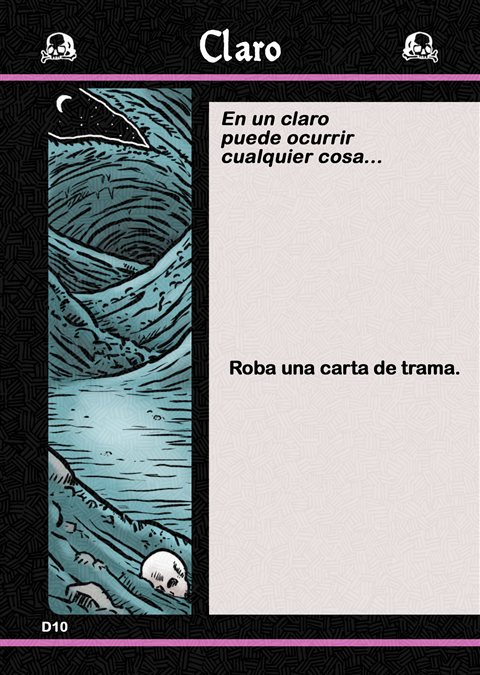 Claro
En un claro
puede ocurrir
cualquier cosa...
Roba una carta de trama.
D10